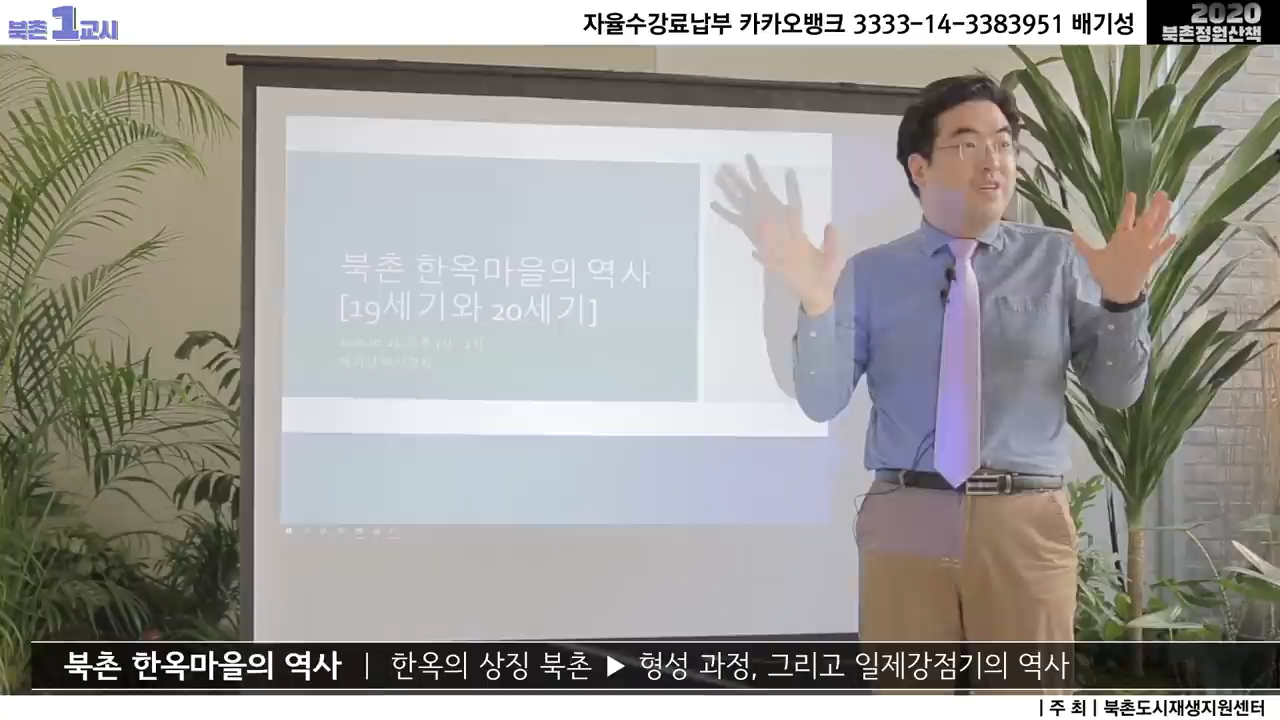 북촌 1교시
자율수강료납부 카카오뱅크 3333-14-3383951 배기성
2020
북촌정원산책
북촌 한옥마을의 역사
[19세기와 20세기]
북촌 한옥마을의 역사 | 한옥의 상징 북촌 ▶ 형성 과정, 그리고 일제강점기의 역사
| 주 최 | 북촌도시재생지원센터